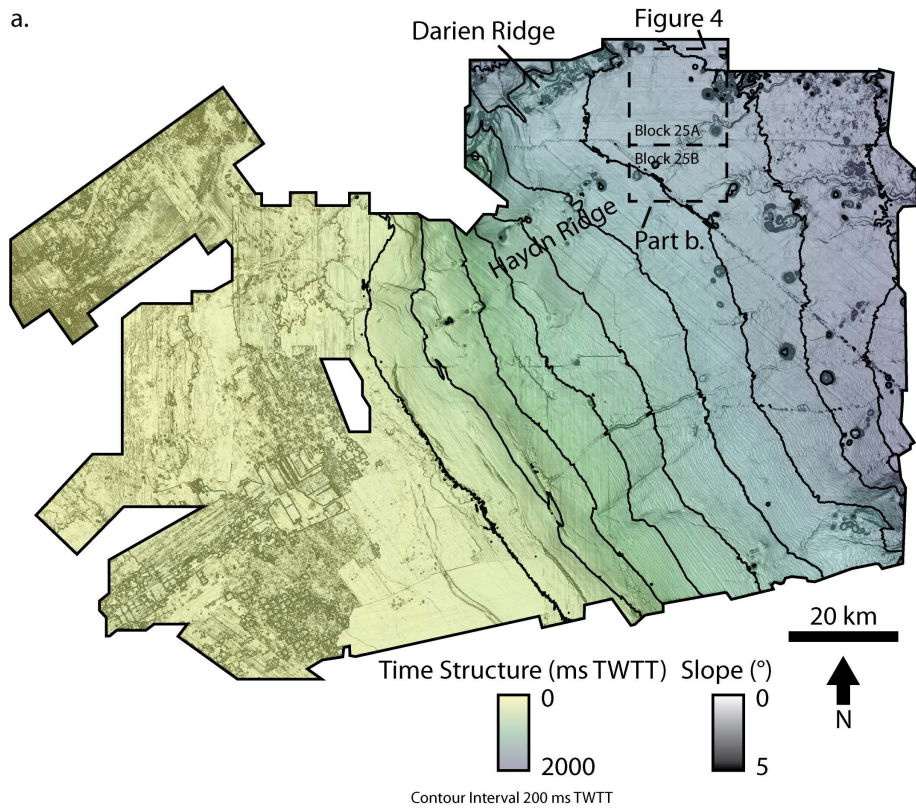 a.
Figure 4
Darien Ridge
Block 25A
Block 25B
Haydn Ridge
Part b.
20 km
Time Structure (ms TWTT)
Slope (°)
0
2000
0
5
N
Contour Interval 200 ms TWTT